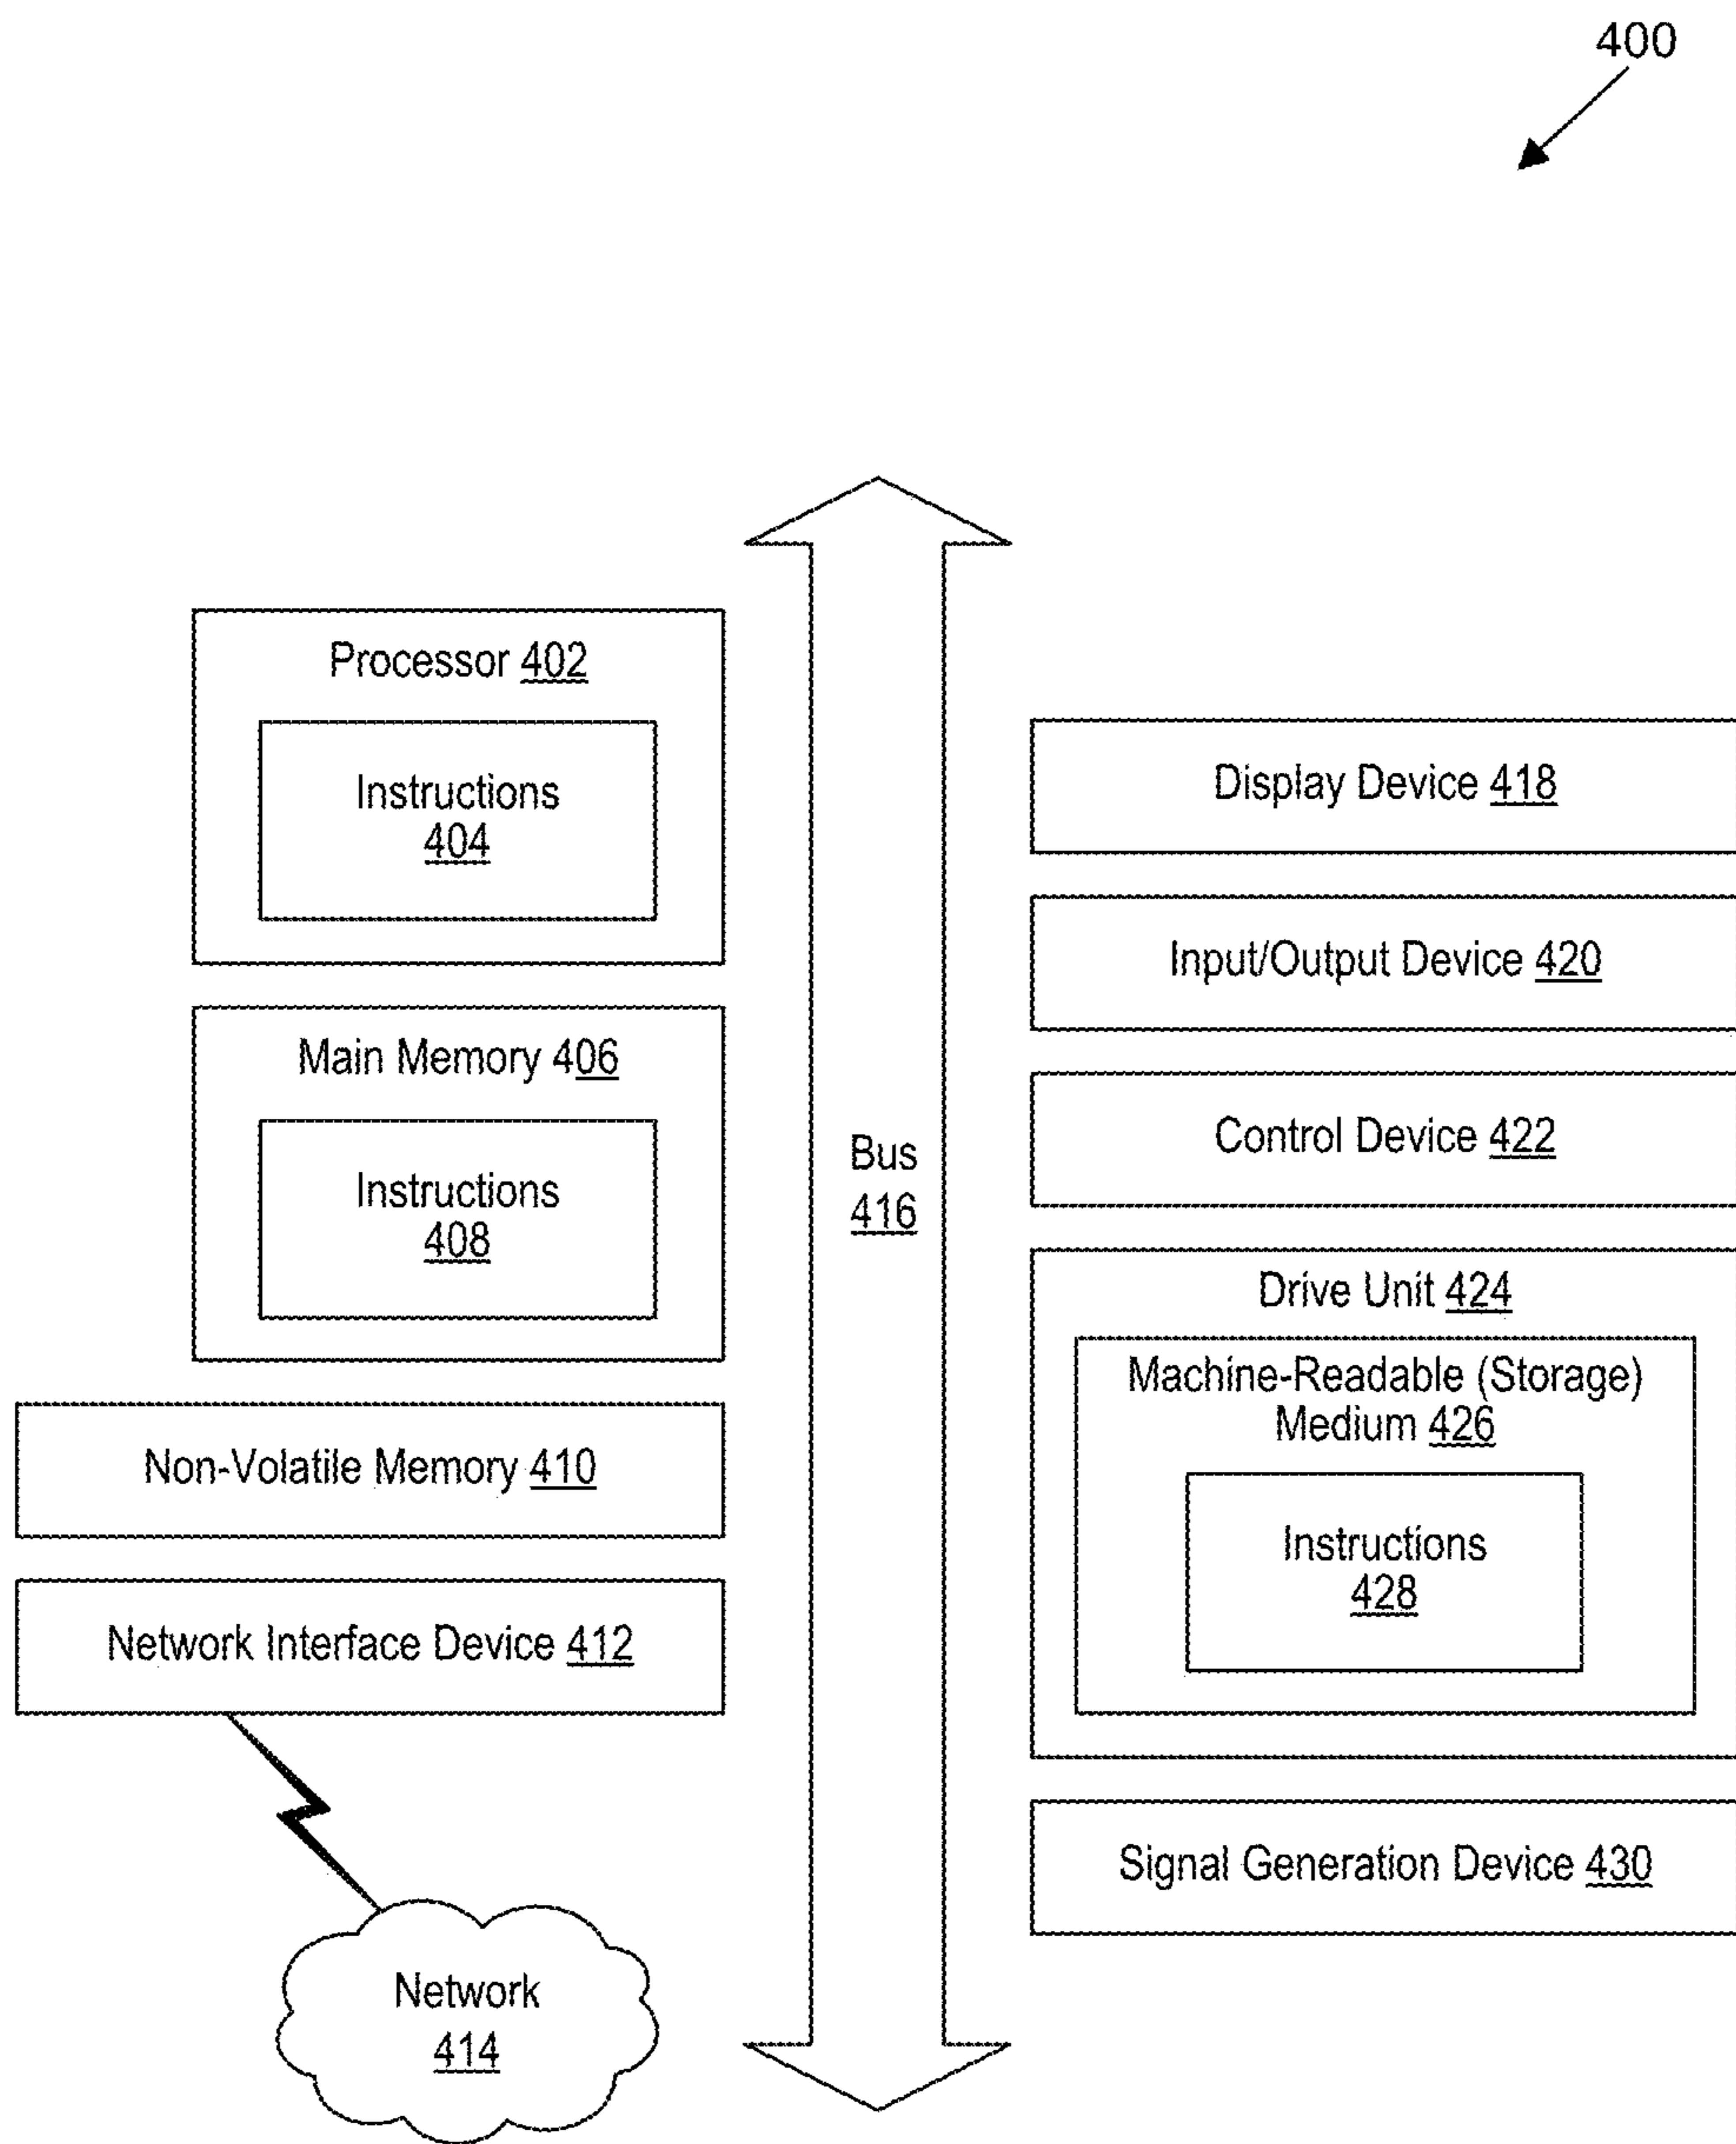 400
Processor 402
Instructions
404
Main Memory 406
Instructions
408
Non-Volatile Memory 410
Network Interface Device 412
Network
414
Bus
416
Display Device 418
Input/Output Device 420
Control Device 422
Drive Unit 424
Machine-Readable (Storage)
Medium 426
Instructions
428
Signal Generation Device 430